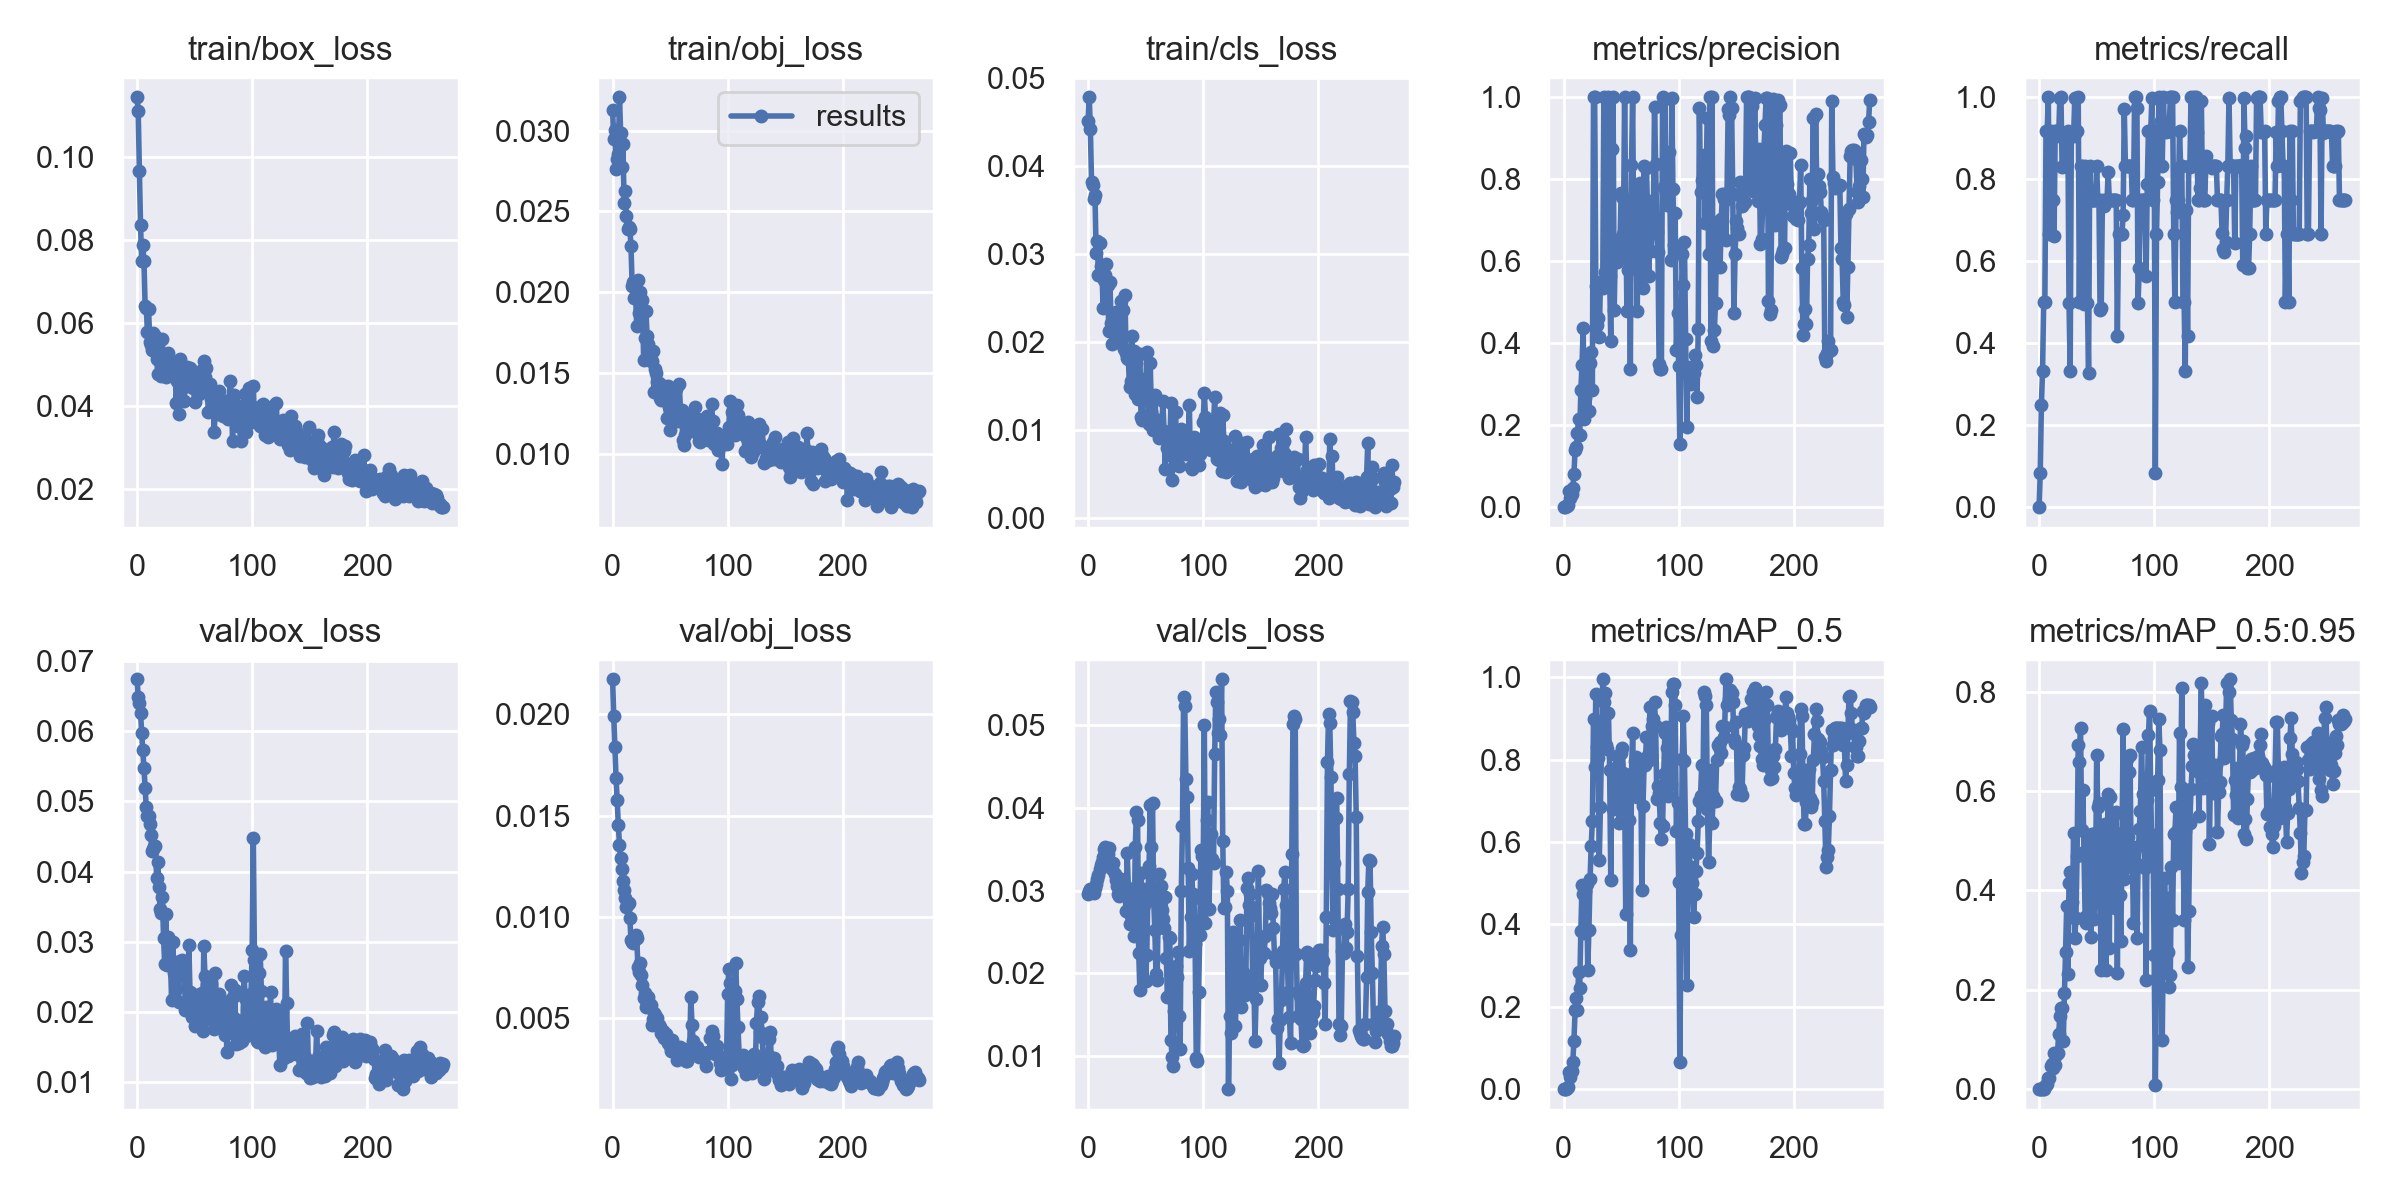 train/box_loss
0.10
0.08
0.06
0.04
0.02
0 100 200
train/obj_loss
results
0.030
0.025
0.020
0.015
0.010
0 100 200
train/cls_loss
0.05
0.04
0.03
0.02
0.01
0.00
0 100 200
metrics/precision
1.0
0.8
0.6
0.4
0.2
0.0
0 100 200
metrics/recall
1.0
0.8
0.6
0.4
0.2
0.0
0 100 200
val/box_loss
0.07
0.06
0.05
0.04
0.03
0.02
0.01
0 100 200
val/obj_loss
0.020
0.015
0.010
0.005
0 100 200
val/cls_loss
0.05
0.04
0.03
0.02
0.01
0 100 200
metrics/mAP_0.5
1.0
0.8
0.6
0.4
0.2
0.0
0 100 200
metrics/mAP_0.5:0.95
0.8
0.6
0.4
0.2
0.0
0 100 200